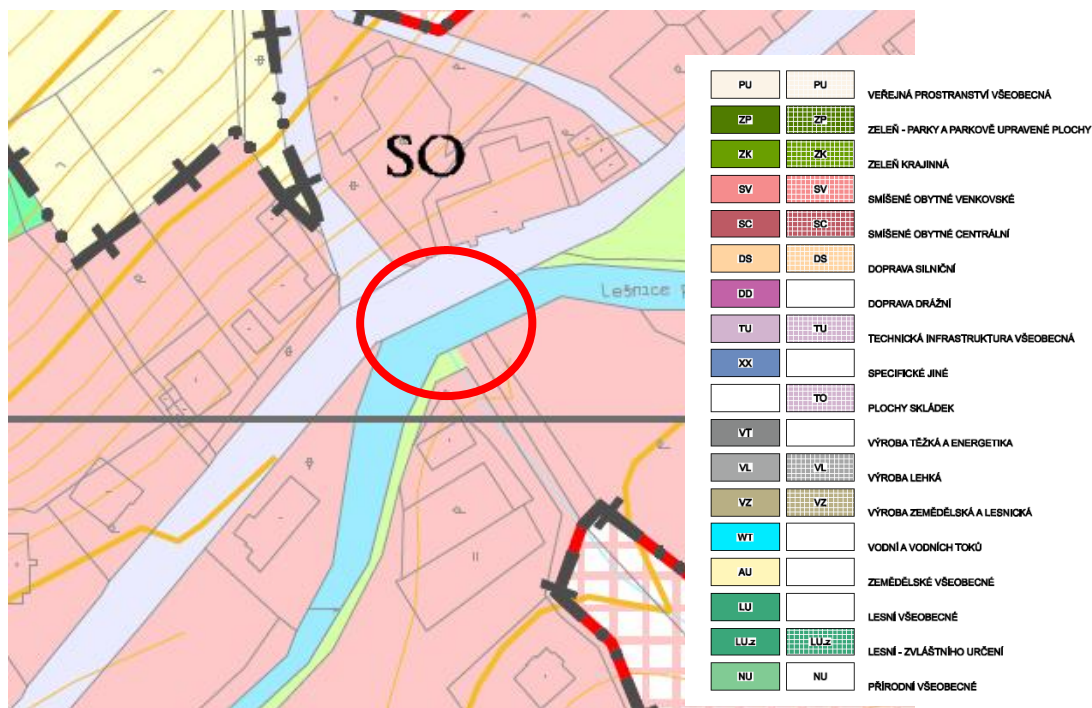 SO
Lešnice
PU PU VEŘEJNÁ PROSTRANSTVÍ VŠEOBECNÁ
ZP ZP ZELEŇ - PARKY A PARKOVĚ UPRAVENÉ PLOCHY
ZK ZK ZELEŇ KRAJINNÁ
SV SV SMÍŠENÉ OBYTNÉ VENKOVSKÉ
SC SC SMÍŠENÉ OBYTNÉ CENTRÁLNÍ
DS DS DOPRAVA SILNIČNÍ
DD DOPRAVA DRÁŽNÍ
TU TU TECHNICKÁ INFRASTRUKTURA VŠEOBECNÁ
XX SPECIFICKÉ JINÉ
TO PLOCHY SKLÁDEK
VT VÝROBA TĚŽKÁ A ENERGETIKA
VL VL VÝROBA LEHKÁ
VZ VZ VÝROBA ZEMĚDĚLSKÁ A LESNICKÁ
WT VODNÍ A VODNÍCH TOKŮ
AU ZEMĚDĚLSKÉ VŠEOBECNÉ
LU LESNÍ VŠEOBECNÉ
LU.z LU.z LESNÍ - ZVLÁŠTNÍHO URČENÍ
NU NU PŘÍRODNÍ VŠEOBECNÉ